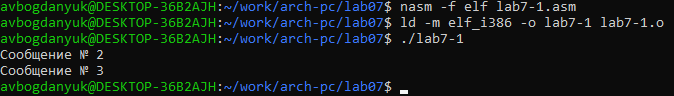 avbogdanyuk@DESKTOP-36B2AJH:~/work/arch-pc/lab07$ nasm -f elf lab7-1.asm
avbogdanyuk@DESKTOP-36B2AJH:~/work/arch-pc/lab07$ ld -m elf_i386 -o lab7-1 lab7-1.o
avbogdanyuk@DESKTOP-36B2AJH:~/work/arch-pc/lab07$ ./lab7-1
Сообщение № 2
Сообщение № 3
avbogdanyuk@DESKTOP-36B2AJH:~/work/arch-pc/lab07$